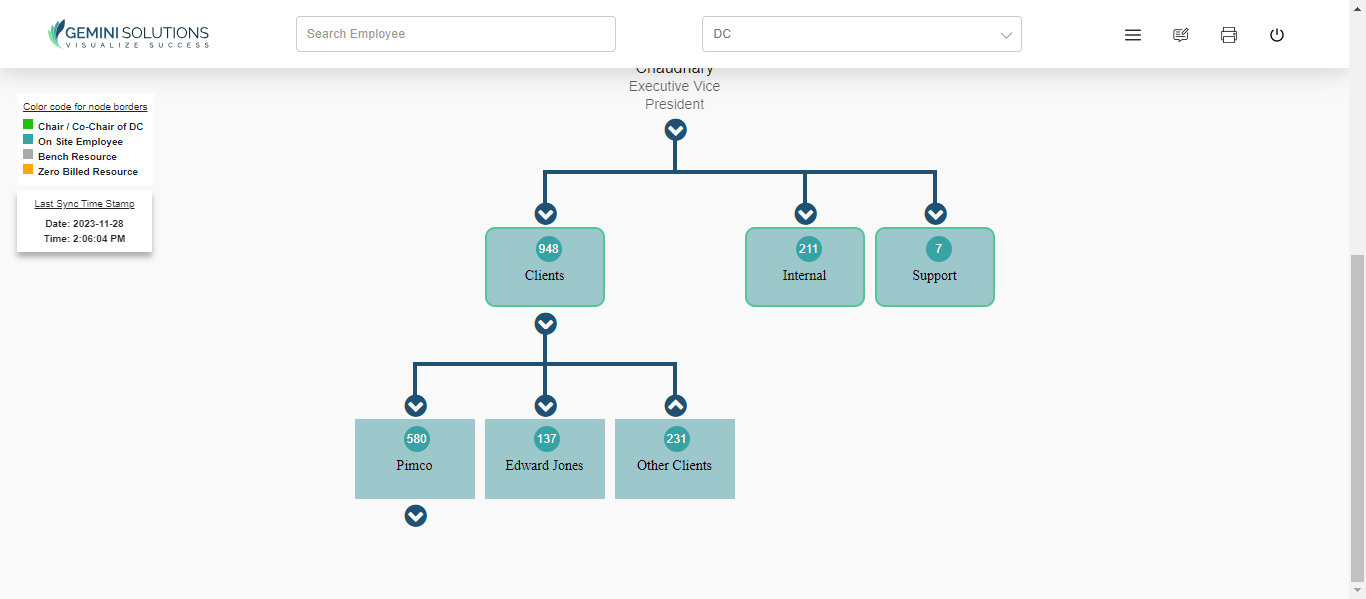 GEMINI SOLUTIONS
VISUALIZE SUCCESS
Search Employee
DC
Chaudhary
Executive Vice
President
Color code for node borders
Chair / Co-Chair of DC
On Site Employee
Bench Resource
Zero Billed Resource
Last Sync Time Stamp
Date: 2023-11-28
Time: 2:06:04 PM
948
Clients
211
Internal
7
Support
580
Pimco
137
Edward Jones
231
Other Clients